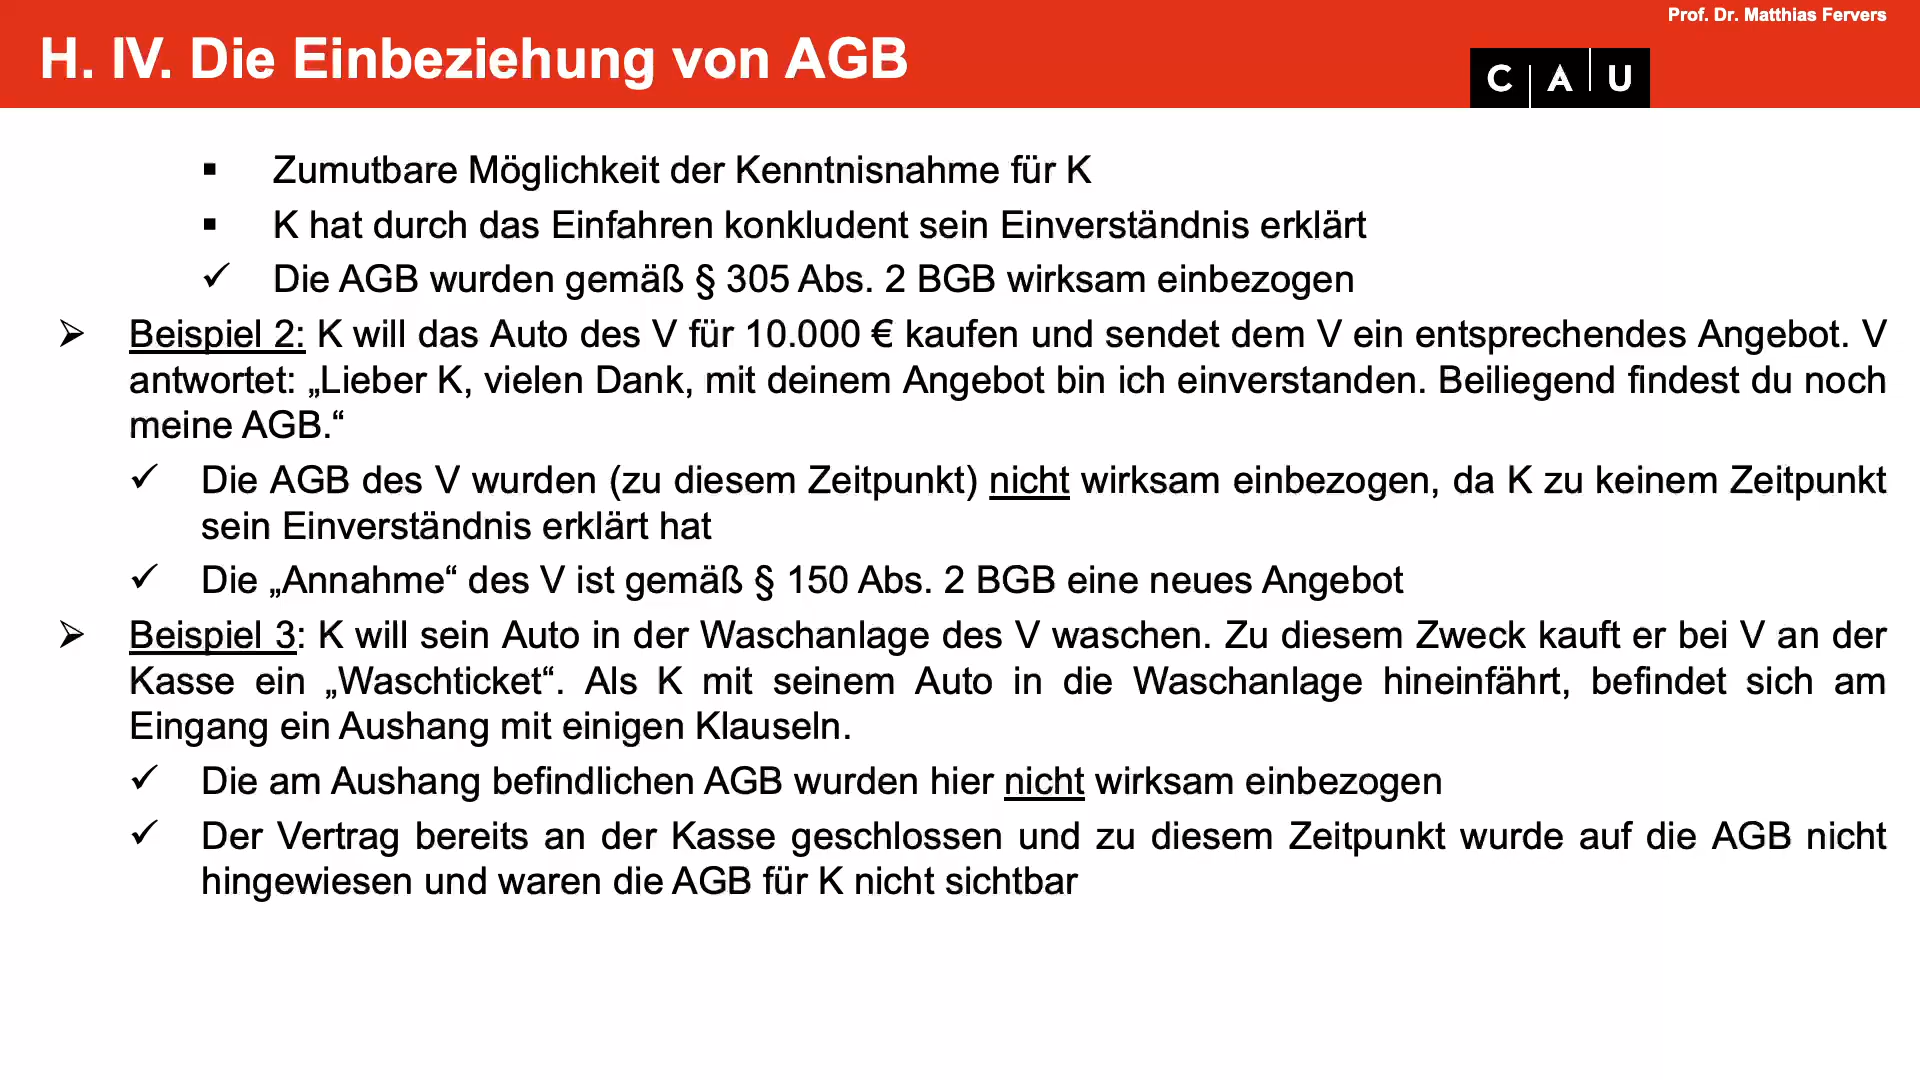 Prof. Dr. Matthias Fervers
H. IV. Die Einbeziehung von AGB
C A U
▪ Zumutbare Möglichkeit der Kenntnisnahme für K
▪ K hat durch das Einfahren konkludent sein Einverständnis erklärt
✓ Die AGB wurden gemäß § 305 Abs. 2 BGB wirksam einbezogen
➢ Beispiel 2: K will das Auto des V für 10.000 € kaufen und sendet dem V ein entsprechendes Angebot. V
antwortet: „Lieber K, vielen Dank, mit deinem Angebot bin ich einverstanden. Beiliegend findest du noch
meine AGB.“
✓ Die AGB des V wurden (zu diesem Zeitpunkt) nicht wirksam einbezogen, da K zu keinem Zeitpunkt
sein Einverständnis erklärt hat
✓ Die „Annahme“ des V ist gemäß § 150 Abs. 2 BGB eine neues Angebot
➢ Beispiel 3: K will sein Auto in der Waschanlage des V waschen. Zu diesem Zweck kauft er bei V an der
Kasse ein „Waschticket“. Als K mit seinem Auto in die Waschanlage hineinfährt, befindet sich am
Eingang ein Aushang mit einigen Klauseln.
✓ Die am Aushang befindlichen AGB wurden hier nicht wirksam einbezogen
✓ Der Vertrag bereits an der Kasse geschlossen und zu diesem Zeitpunkt wurde auf die AGB nicht
hingewiesen und waren die AGB für K nicht sichtbar